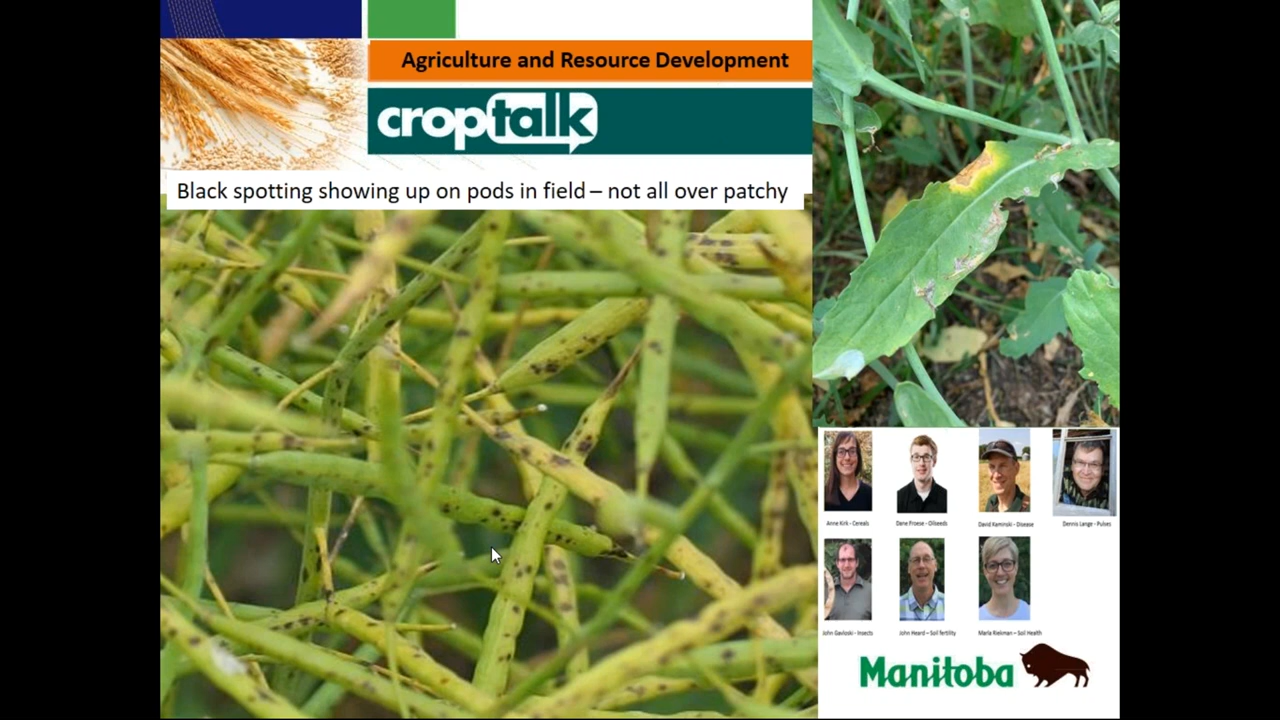 Agriculture and Resource Development
croptalk
Black spotting showing up on pods in field – not all over patchy
Anne Kirk - Cereals
Dane Froese - Oilseeds
David Kaminski - Disease
Dennis Lange - Pulses
John Gavloski - Insects
John Heard – Soil fertility
Marla Riekman – Soil Health
Manitoba